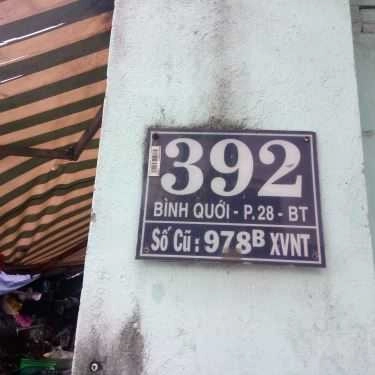 392
BÌNH QUỚI - P.28 - BT
Số Cũ: 978B XVNT